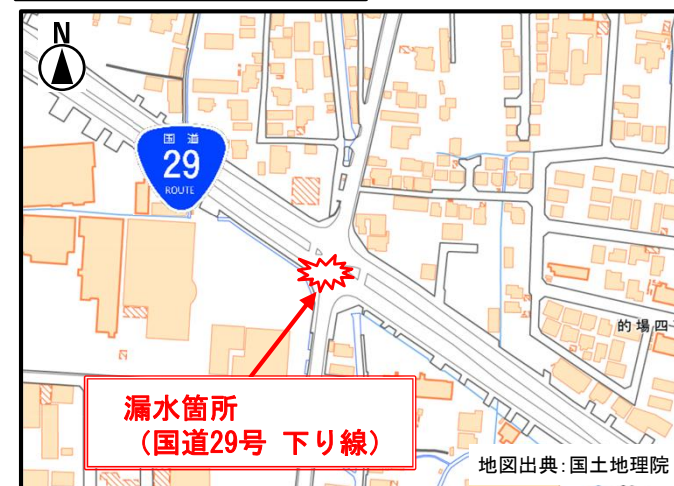 N
国道
29
ROUTE
的場四
漏水箇所
（国道29号 下り線）
地図出典：国土地理院